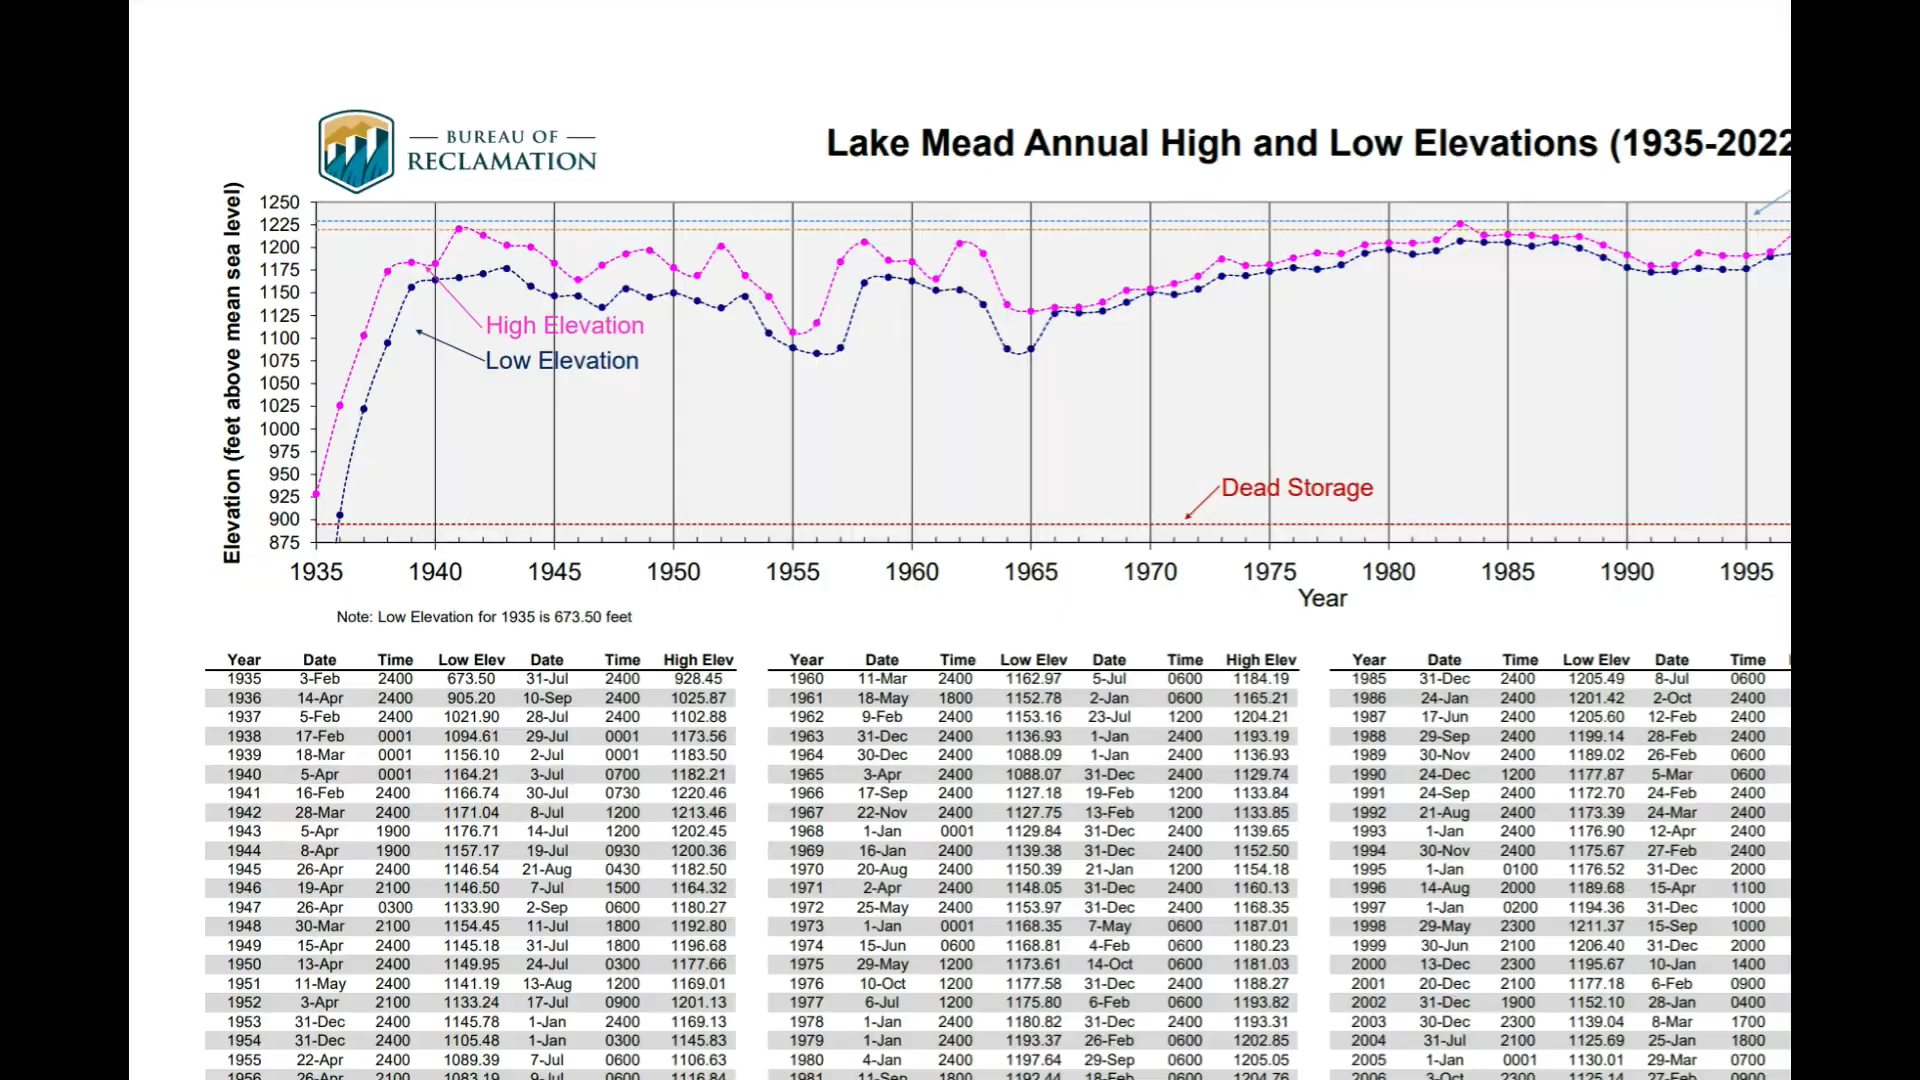 BUREAU OF
RECLAMATION
Lake Mead Annual High and Low Elevations (1935-2022
Elevation (feet above mean sea level)
1250
1225
1200
1175
1150
1125
1100
1075
1050
1025
1000
975
950
925
900
875
High Elevation
Low Elevation
Dead Storage
1935 1940 1945 1950 1955 1960 1965 1970 1975 1980 1985 1990 1995
Year
Note: Low Elevation for 1935 is 673.50 feet
Year Date Time Low Elev Date Time High Elev Year Date Time Low Elev Date Time High Elev Year Date Time Low Elev Date Time
1935 3-Feb 2400 673.50 31-Jul 2400 928.45 1960 11-Mar 2400 1162.97 5-Jul 0600 1184.19 1985 31-Dec 2400 1205.49 8-Jul 0600
1936 14-Apr 2400 905.20 10-Sep 2400 1025.87 1961 18-May 1800 1152.78 2-Jan 0600 1165.21 1986 24-Jan 2400 1201.42 2-Oct 2400
1937 5-Feb 2400 1021.90 28-Jul 2400 1102.88 1962 9-Feb 2400 1153.16 23-Jul 1200 1204.21 1987 17-Jun 2400 1205.60 12-Feb 2400
1938 17-Feb 0001 1094.61 29-Jul 0001 1173.56 1963 31-Dec 2400 1136.93 1-Jan 2400 1193.19 1988 29-Sep 2400 1199.14 28-Feb 2400
1939 18-Mar 0001 1156.10 2-Jul 0001 1183.50 1964 30-Dec 2400 1088.09 1-Jan 2400 1136.93 1989 30-Nov 2400 1189.02 26-Feb 0600
1940 5-Apr 0001 1164.21 3-Jul 0700 1182.21 1965 3-Apr 2400 1088.07 31-Dec 2400 1129.74 1990 24-Dec 1200 1177.87 5-Mar 0600
1941 16-Feb 2400 1166.74 30-Jul 0730 1220.46 1966 17-Sep 2400 1127.18 19-Feb 1200 1133.84 1991 24-Sep 2400 1172.70 24-Feb 2400
1942 28-Mar 2400 1171.04 8-Jul 1200 1213.46 1967 22-Nov 2400 1127.75 13-Feb 1200 1133.85 1992 21-Aug 2400 1173.39 24-Mar 2400
1943 5-Apr 1900 1176.71 14-Jul 1200 1202.45 1968 1-Jan 0001 1129.84 31-Dec 2400 1139.65 1993 1-Jan 2400 1176.90 12-Apr 2400
1944 8-Apr 1900 1157.17 19-Jul 0930 1200.36 1969 16-Jan 2400 1139.38 31-Dec 2400 1152.50 1994 30-Nov 2400 1175.67 27-Feb 2400
1945 26-Apr 2400 1146.54 21-Aug 0430 1182.50 1970 20-Aug 2400 1150.39 21-Jan 1200 1154.18 1995 1-Jan 0100 1176.52 31-Dec 2000
1946 19-Apr 2100 1146.50 7-Jul 1500 1164.32 1971 2-Apr 2400 1148.05 31-Dec 2400 1160.13 1996 14-Aug 2000 1189.68 15-Apr 1100
1947 26-Apr 0300 1133.90 2-Sep 0600 1180.27 1972 25-May 2400 1153.97 31-Dec 2400 1168.35 1997 1-Jan 0200 1194.36 31-Dec 1000
1948 30-Mar 2100 1154.45 11-Jul 1800 1192.80 1973 1-Jan 0001 1168.35 7-May 0600 1187.01 1998 29-May 2300 1211.37 15-Sep 1000
1949 15-Apr 2400 1145.18 31-Jul 1800 1196.68 1974 15-Jun 0600 1168.81 4-Feb 0600 1180.23 1999 30-Jun 2100 1206.40 31-Dec 2000
1950 13-Apr 2400 1149.95 24-Jul 0300 1177.66 1975 29-May 1200 1173.61 14-Oct 0600 1181.03 2000 13-Dec 2300 1195.67 10-Jan 1400
1951 11-May 2400 1141.19 13-Aug 1200 1169.01 1976 10-Oct 1200 1177.58 31-Dec 2400 1188.27 2001 20-Dec 2100 1177.18 6-Feb 0900
1952 3-Apr 2100 1133.24 17-Jul 0900 1201.13 1977 6-Jul 1200 1175.80 6-Feb 0600 1193.82 2002 31-Dec 1900 1152.10 28-Jan 0400
1953 31-Dec 2400 1145.78 1-Jan 2400 1169.13 1978 1-Jan 2400 1180.82 31-Dec 2400 1193.31 2003 30-Dec 2300 1139.04 8-Mar 1700
1954 31-Dec 2400 1105.48 1-Jan 0300 1145.83 1979 1-Jan 2400 1193.37 26-Feb 0600 1202.85 2004 31-Jul 2100 1125.69 25-Jan 1800
1955 22-Apr 2400 1089.39 7-Jul 0600 1106.63 1980 4-Jan 2400 1197.64 29-Sep 0600 1205.05 2005 1-Jan 0001 1130.01 29-Mar 0700
1956 26-Apr 2100 1083.19 9-Jul 0600 1116.84 1981 11-Sep 1800 1192.44 18-Feb 0600 1204.76 2006 3-Oct 2300 1125.14 27-Feb 0900